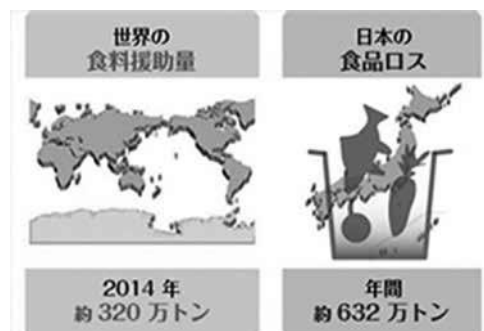 世界の
食料援助量
2014 年
約 320 万トン
日本の
食品ロス
年間
約 632 万トン